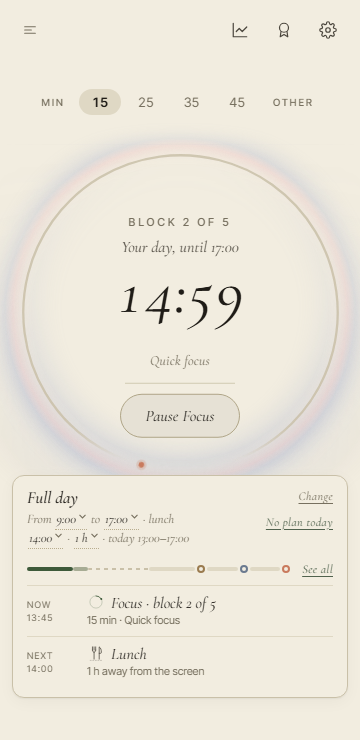 MIN 15 25 35 45 OTHER
BLOCK 2 OF 5
Your day, until 17:00
14:59
Quick focus
Pause Focus
Full day
Change
From 9:00 to 17:00 · lunch
No plan today
14:00 · 1 h · today 13:00–17:00
See all
NOW
13:45
Focus · block 2 of 5
15 min · Quick focus
NEXT
14:00
Lunch
1 h away from the screen